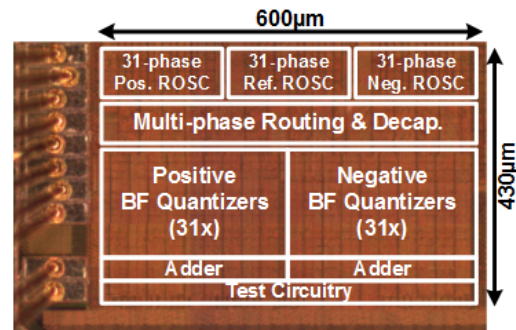 600µm
31-phase
Pos. ROSC
31-phase
Ref. ROSC
31-phase
Neg. ROSC
Multi-phase Routing & Decap.
Positive
BF Quantizers
(31x)
Negative
BF Quantizers
(31x)
Adder
Adder
Test Circuitry
430µm